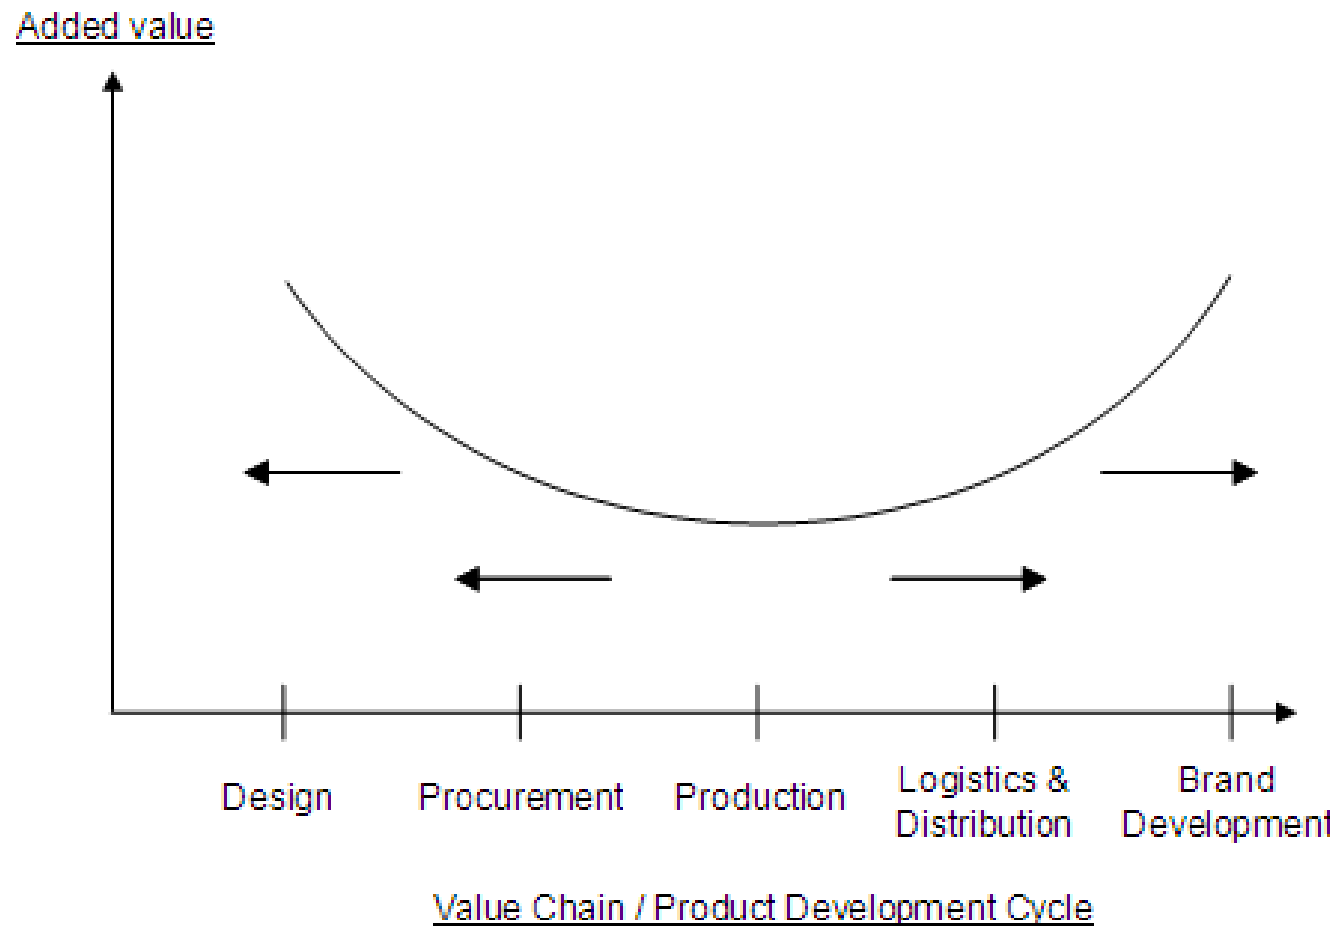 Added value
Design
Procurement
Production
Logistics &
Distribution
Brand
Development
Value Chain / Product Development Cycle